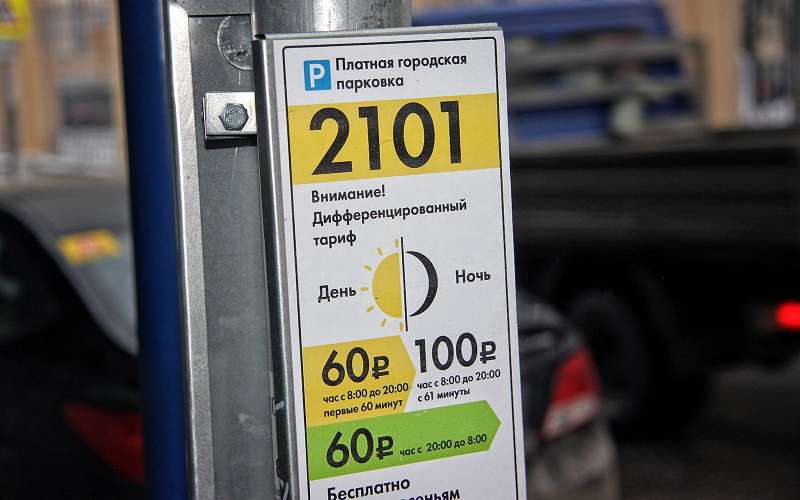 P Платная городская
парковка
2101
Внимание!
Дифференцированный
тариф
День Ночь
60₽ 100₽
час с 8:00 до 20:00 час с 8:00 до 20:00
первые 60 минут с 61 минуты
60₽ час с 20:00 до 8:00
Бесплатно